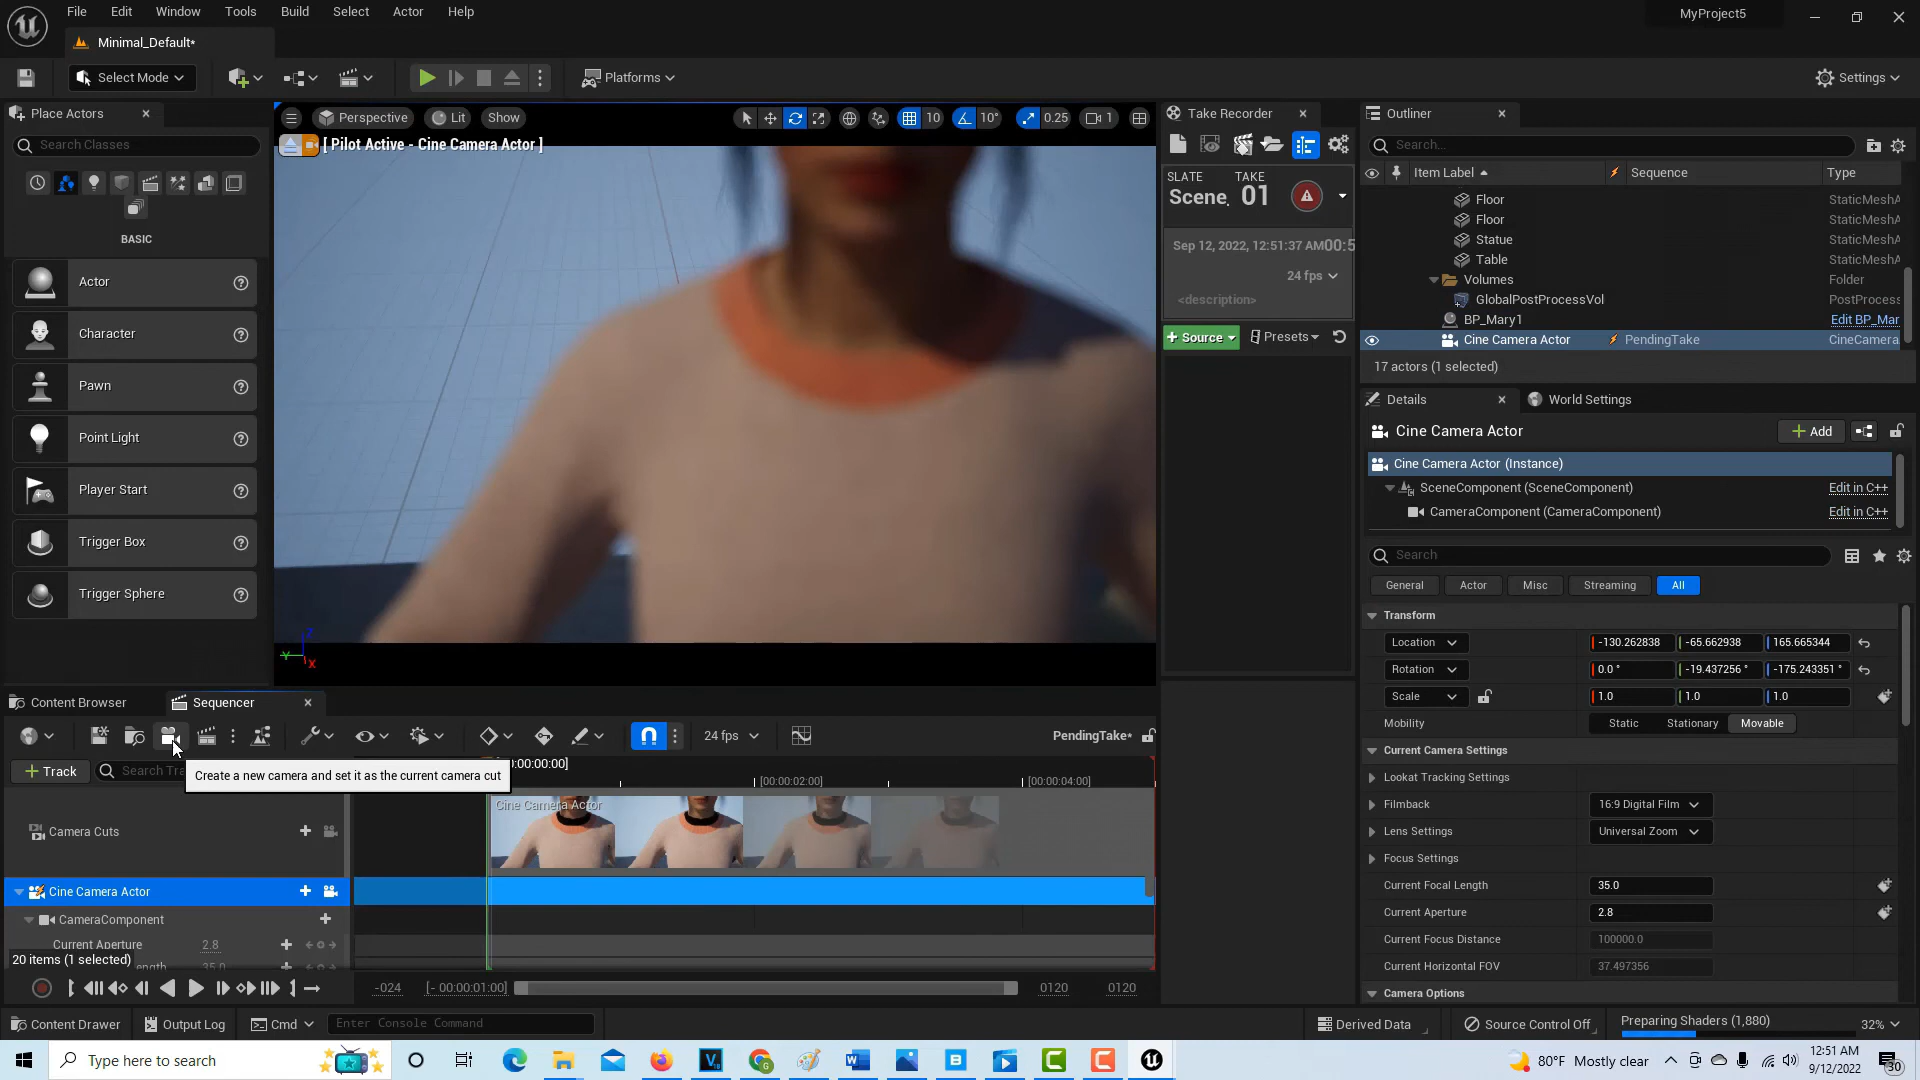 File Edit Window Tools Build Select Actor Help
MyProject5
Minimal_Default*
Select Mode
Platforms
Settings
Place Actors
Search Classes
BASIC
Actor
Character
Pawn
Point Light
Player Start
Trigger Box
Trigger Sphere
Perspective Lit Show
10 10° 0.25 1
[ Pilot Active - Cine Camera Actor ]
Take Recorder
SLATE TAKE
Scene_ 01
Sep 12, 2022, 12:51:37 AM
24 fps
<description>
+ Source Presets
Outliner
Search...
Item Label Sequence Type
Floor StaticMeshA
Floor StaticMeshA
Statue StaticMeshA
Table StaticMeshA
Volumes Folder
GlobalPostProcessVol PostProcess
BP_Mary1 Edit BP_Mar
Cine Camera Actor PendingTake CineCamera
17 actors (1 selected)
Details World Settings
Cine Camera Actor
+ Add
Cine Camera Actor (Instance)
SceneComponent (SceneComponent) Edit in C++
CameraComponent (CameraComponent) Edit in C++
Search
General Actor Misc Streaming All
Transform
Location -130.262838 -65.662938 165.665344
Rotation 0.0 ° -19.437256 ° -175.243351 °
Scale 1.0 1.0 1.0
Mobility Static Stationary Movable
Current Camera Settings
Lookat Tracking Settings
Filmback 16:9 Digital Film
Lens Settings Universal Zoom
Focus Settings
Current Focal Length 35.0
Current Aperture 2.8
Current Focus Distance 100000.0
Current Horizontal FOV 37.497356
Camera Options
Content Browser Sequencer
24 fps
PendingTake*
+ Track
Create a new camera and set it as the current camera cut
[00:00:02:00] [00:00:04:00]
Camera Cuts
Cine Camera Actor
Cine Camera Actor
CameraComponent
Current Aperture 2.8
20 items (1 selected)
-024 [- 00:00:01:00] 0120 0120
Content Drawer Output Log Cmd Enter Console Command
Derived Data Source Control Off Preparing Shaders (1,880) 32%
Type here to search
80°F Mostly clear
12:51 AM
9/12/2022
30